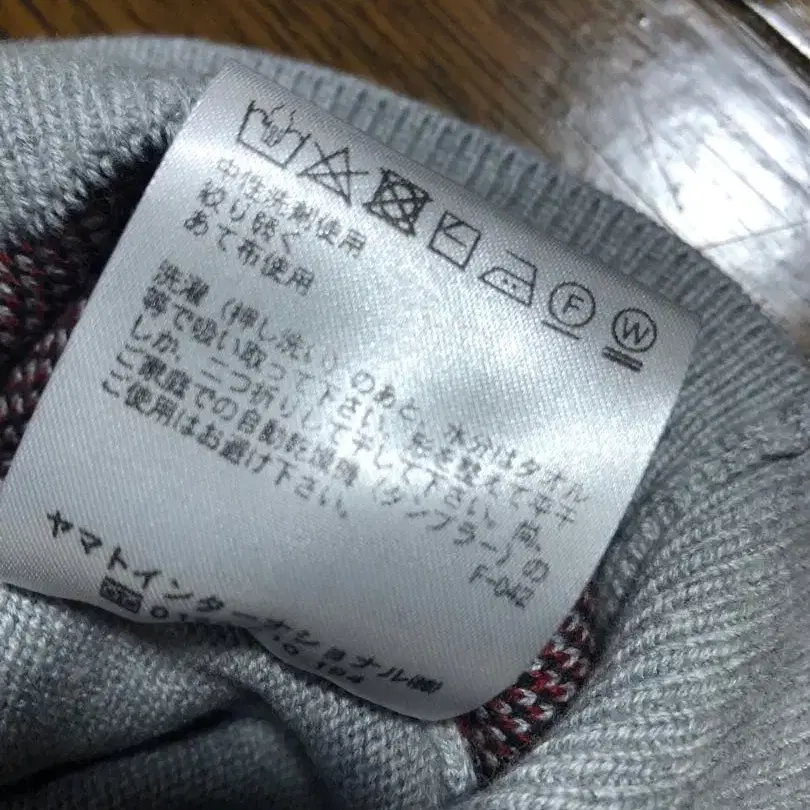 F W
中性洗剤使用
絞り弱く
あて布使用
洗濯(押し洗い)のあと、水分はタオル
等で吸い取って下さい。形を整えて平干
しか、二つ折りして干して下さい。尚、
ご家庭での自動乾燥機(タンブラー)の
ご使用はお避け下さい。
F-042
ヤマトインターナショナル㈱